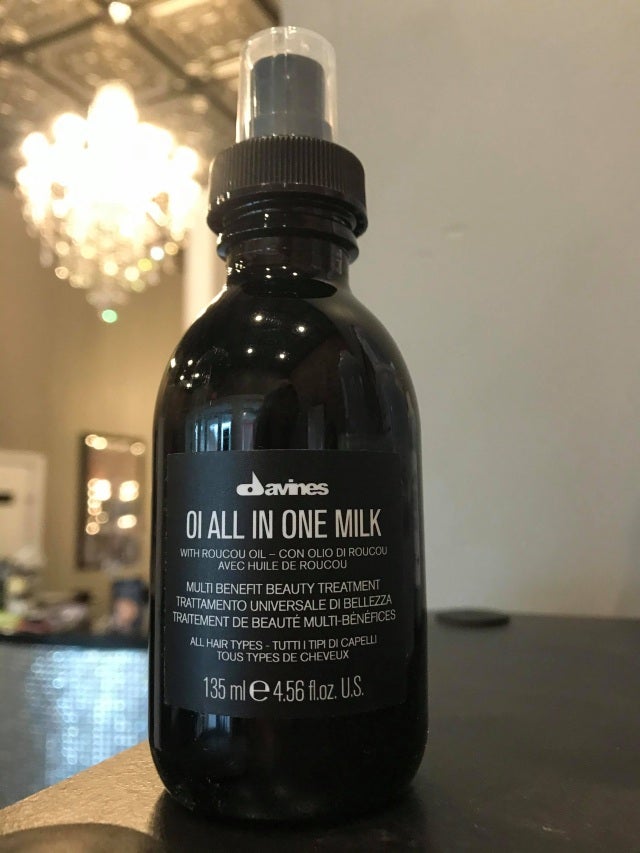 davines
OI ALL IN ONE MILK
WITH ROUCOU OIL – CON OLIO DI ROUCOU
AVEC HUILE DE ROUCOU
MULTI BENEFIT BEAUTY TREATMENT
TRATTAMENTO UNIVERSALE DI BELLEZZA
TRAITEMENT DE BEAUTÉ MULTI-BÉNÉFICES
ALL HAIR TYPES - TUTTI I TIPI DI CAPELLI
TOUS TYPES DE CHEVEUX
135 ml ℮ 4.56 fl.oz. U.S.